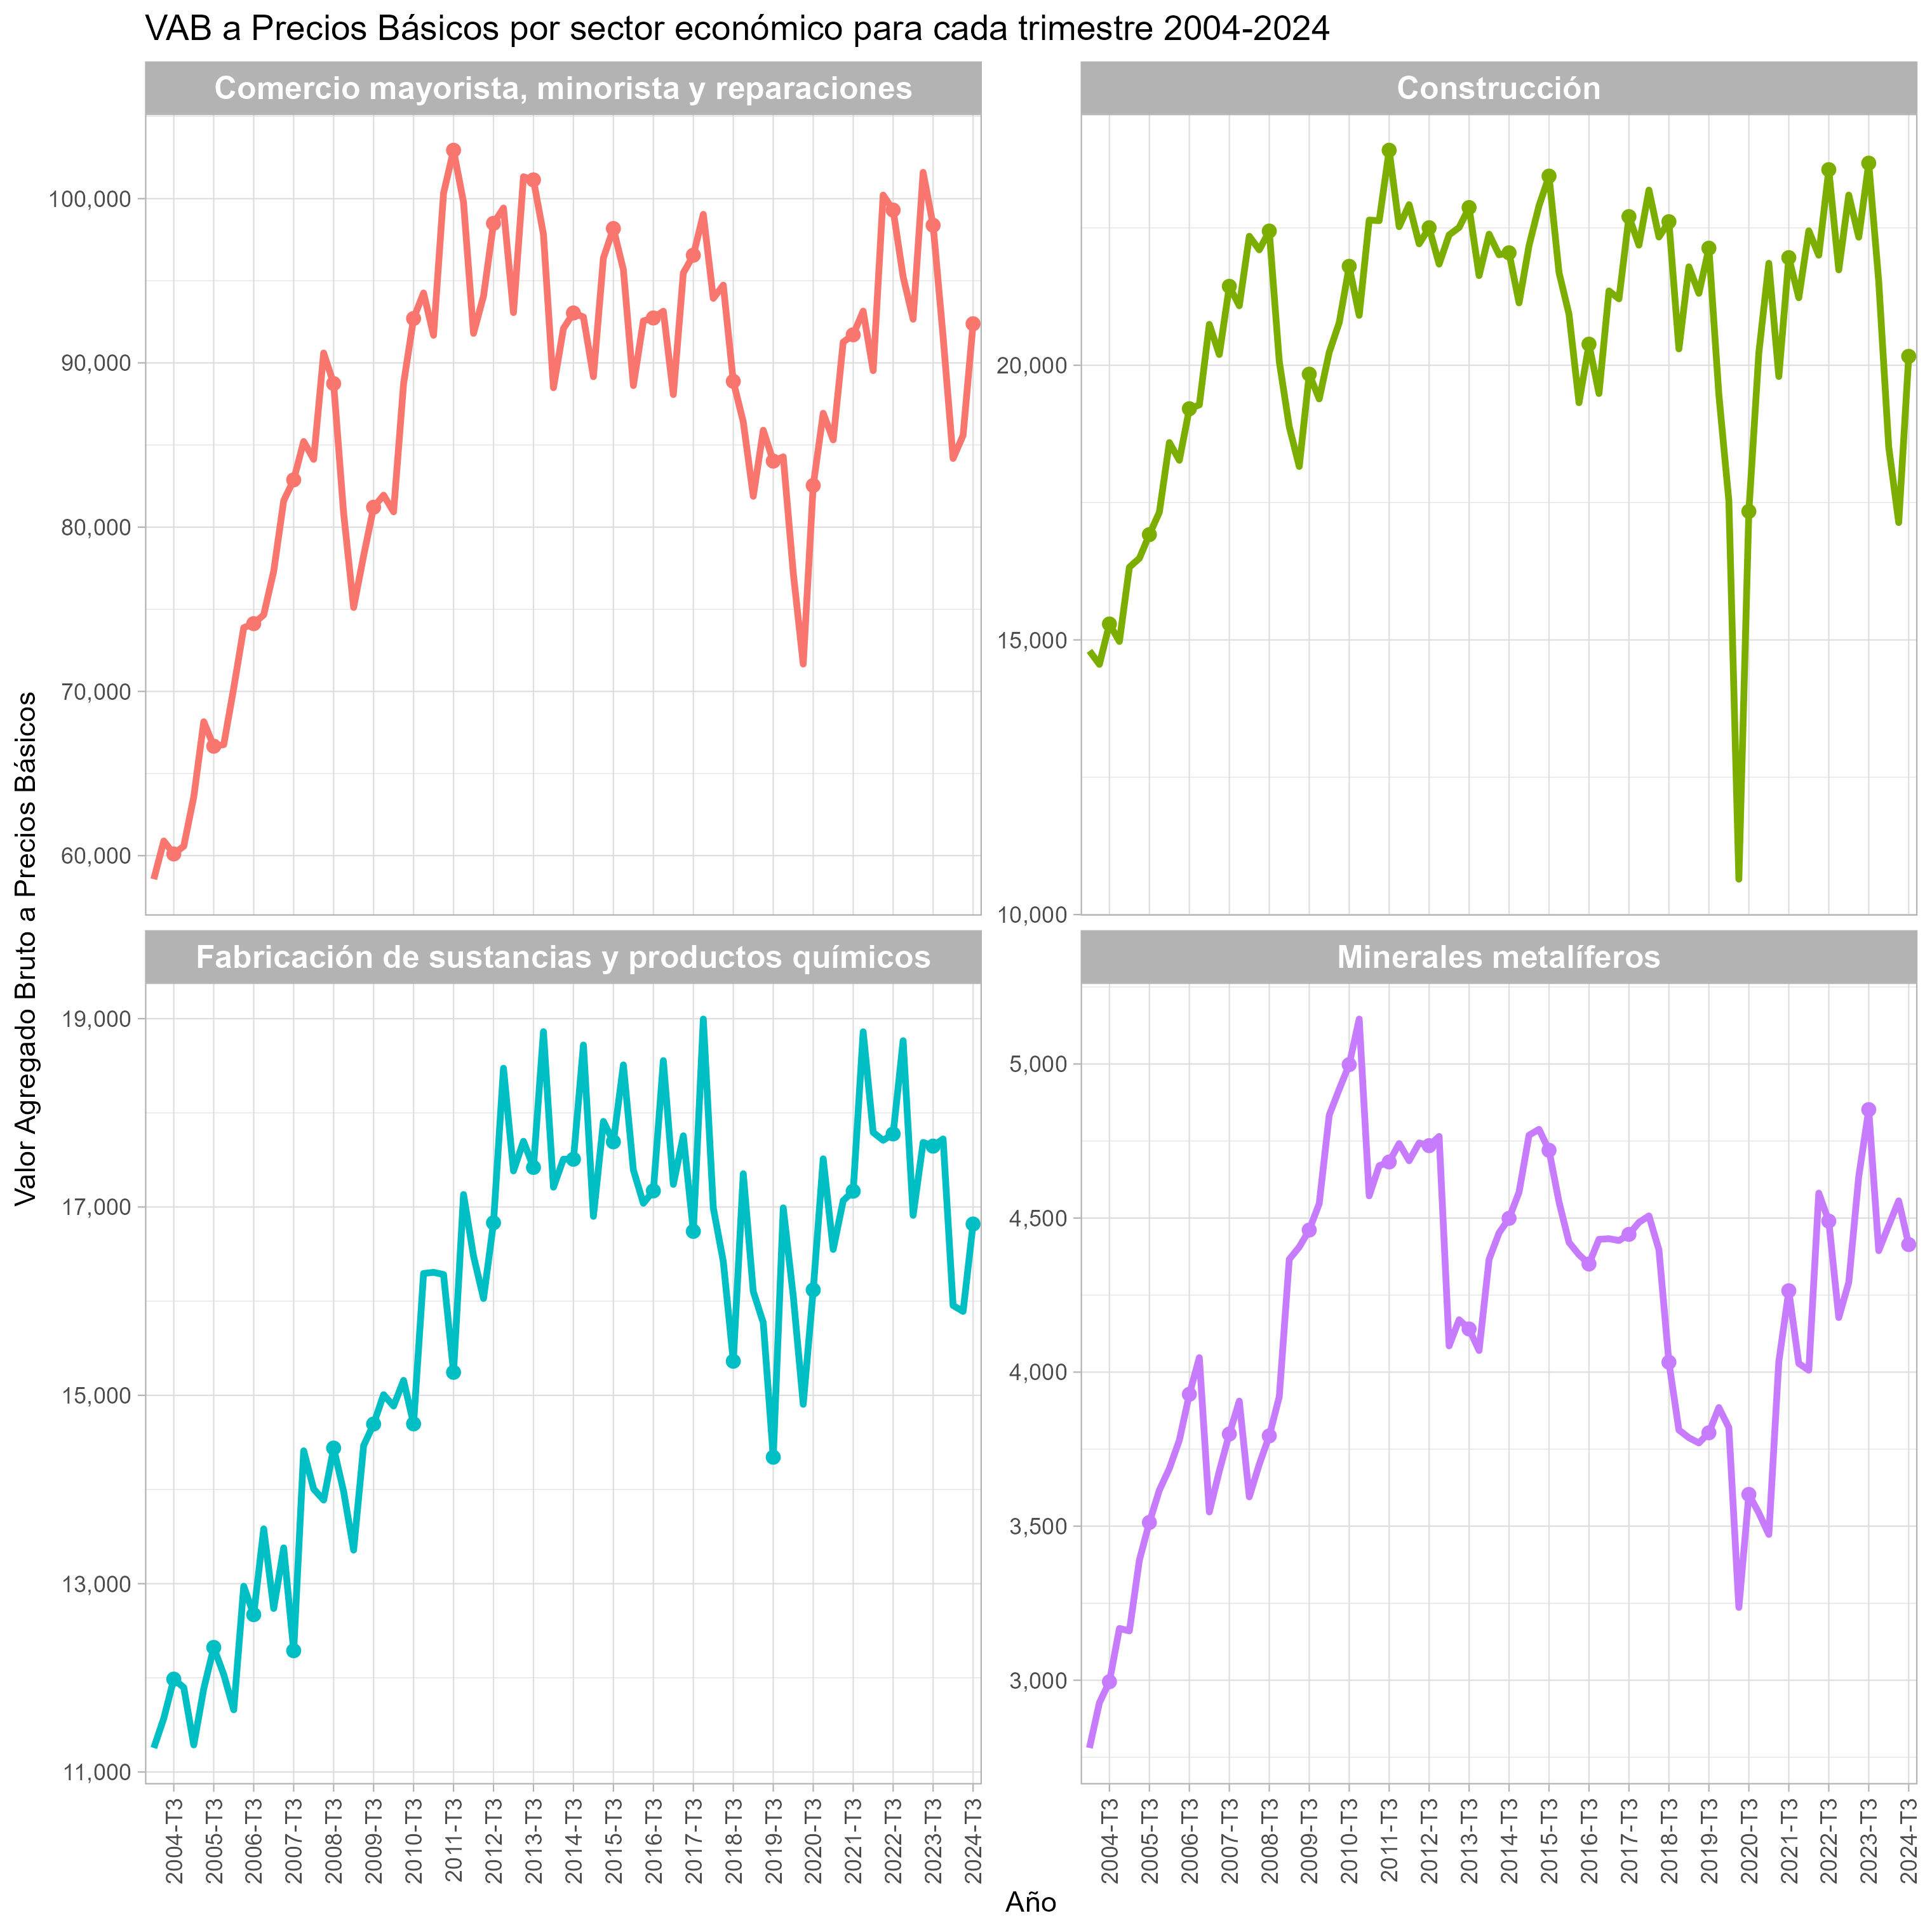 VAB a Precios Básicos por sector económico para cada trimestre 2004-2024
Comercio mayorista, minorista y reparaciones
Construcción
100,000
90,000
80,000
70,000
60,000
20,000
15,000
10,000
Fabricación de sustancias y productos químicos
Minerales metalíferos
19,000
17,000
15,000
13,000
11,000
5,000
4,500
4,000
3,500
3,000
2004-T3
2005-T3
2006-T3
2007-T3
2008-T3
2009-T3
2010-T3
2011-T3
2012-T3
2013-T3
2014-T3
2015-T3
2016-T3
2017-T3
2018-T3
2019-T3
2020-T3
2021-T3
2022-T3
2023-T3
2024-T3
2004-T3
2005-T3
2006-T3
2007-T3
2008-T3
2009-T3
2010-T3
2011-T3
2012-T3
2013-T3
2014-T3
2015-T3
2016-T3
2017-T3
2018-T3
2019-T3
2020-T3
2021-T3
2022-T3
2023-T3
2024-T3
Año
Valor Agregado Bruto a Precios Básicos